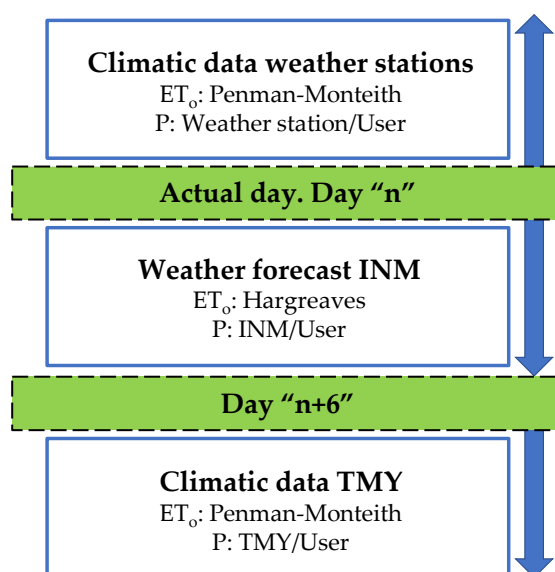 Climatic data weather stations
ETₒ: Penman-Monteith
P: Weather station/User
Actual day. Day “n”
Weather forecast INM
ETₒ: Hargreaves
P: INM/User
Day “n+6”
Climatic data TMY
ETₒ: Penman-Monteith
P: TMY/User